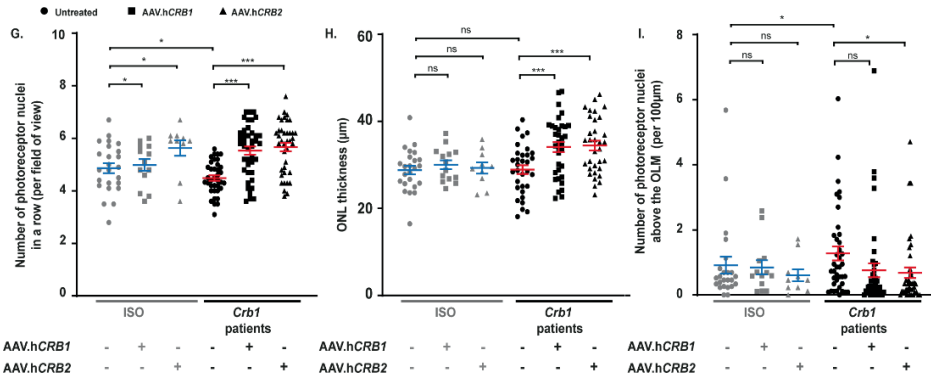 Untreated AAV.hCRB1 AAV.hCRB2
G.
Number of photoreceptor nuclei
in a row (per field of view)
10
8
6
4
2
0
*
*
*
***
***
ISO
Crb1
patients
AAV.hCRB1 - + - - + -
AAV.hCRB2 - - + - - +
H.
ONL thickness (µm)
60
40
20
0
ns
ns
ns
***
***
ISO
Crb1
patients
AAV.hCRB1 - + - - + -
AAV.hCRB2 - - + - - +
I.
Number of photoreceptor nuclei
above the OLM (per 100µm)
8
6
4
2
0
*
ns
ns
*
ns
ISO
Crb1
patients
AAV.hCRB1 - + - - + -
AAV.hCRB2 - - + - - +